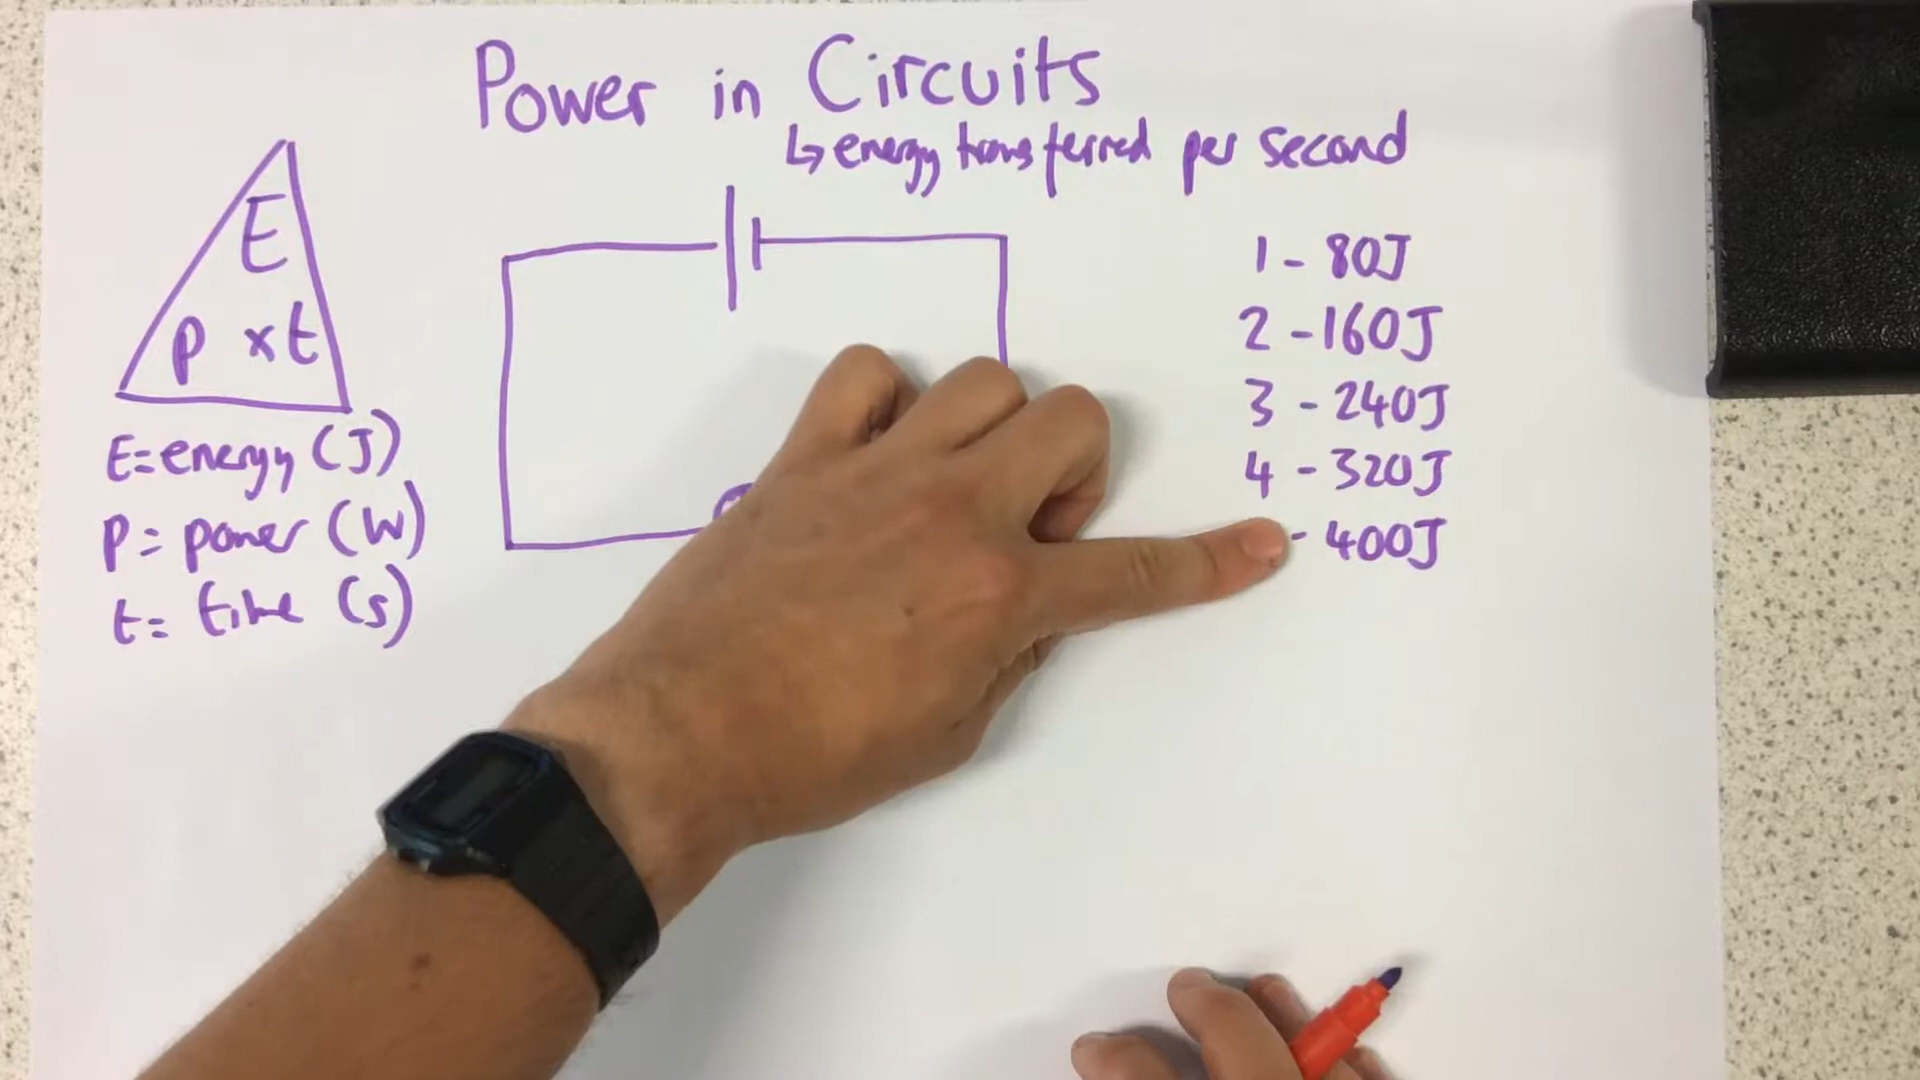 Power in Circuits
↳ energy transferred per second
E
P × t
E = energy (J)
P = power (W)
t = time (s)
1 - 80J
2 - 160J
3 - 240J
4 - 320J
- 400J